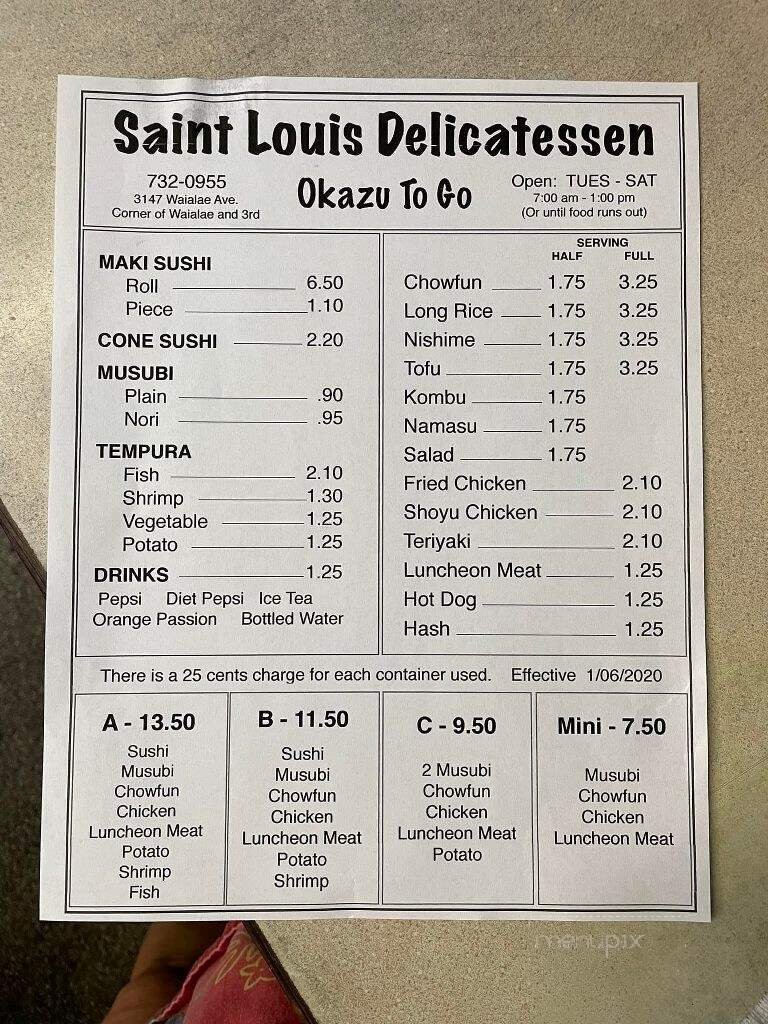 Saint Louis Delicatessen
732-0955
3147 Waialae Ave.
Corner of Waialae and 3rd
Okazu To Go
Open: TUES - SAT
7:00 am - 1:00 pm
(Or until food runs out)
MAKI SUSHI
Roll 6.50
Piece 1.10
CONE SUSHI 2.20
MUSUBI
Plain .90
Nori .95
TEMPURA
Fish 2.10
Shrimp 1.30
Vegetable 1.25
Potato 1.25
DRINKS 1.25
Pepsi Diet Pepsi Ice Tea
Orange Passion Bottled Water
SERVING
HALF FULL
Chowfun 1.75 3.25
Long Rice 1.75 3.25
Nishime 1.75 3.25
Tofu 1.75 3.25
Kombu 1.75
Namasu 1.75
Salad 1.75
Fried Chicken 2.10
Shoyu Chicken 2.10
Teriyaki 2.10
Luncheon Meat 1.25
Hot Dog 1.25
Hash 1.25
There is a 25 cents charge for each container used. Effective 1/06/2020
A - 13.50
Sushi
Musubi
Chowfun
Chicken
Luncheon Meat
Potato
Shrimp
Fish
B - 11.50
Sushi
Musubi
Chowfun
Chicken
Luncheon Meat
Potato
Shrimp
C - 9.50
2 Musubi
Chowfun
Chicken
Luncheon Meat
Potato
Mini - 7.50
Musubi
Chowfun
Chicken
Luncheon Meat
menupix